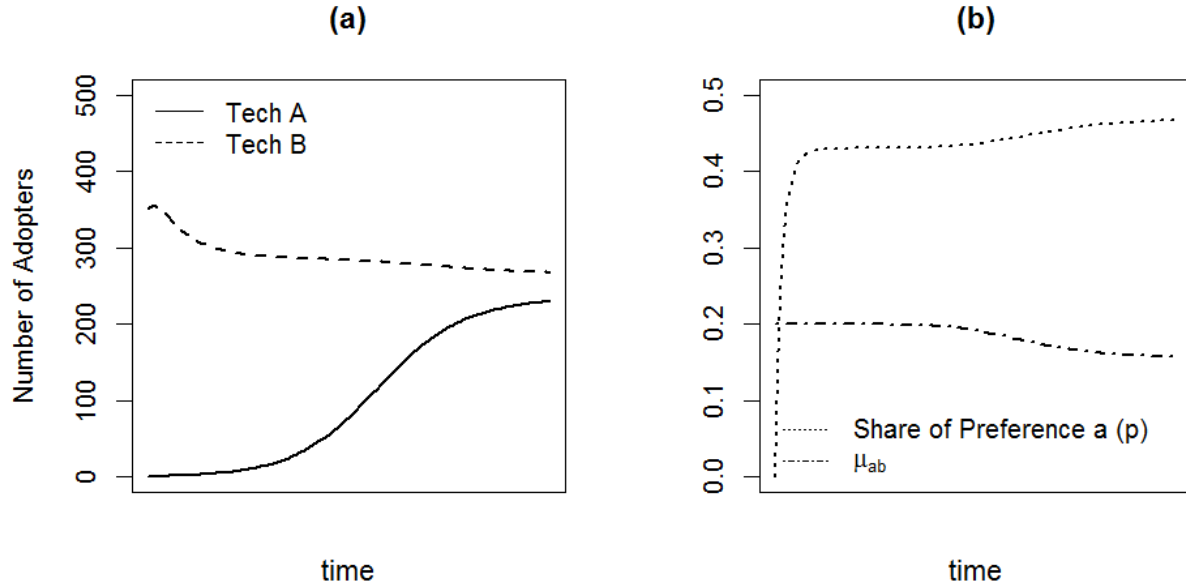 (a)
Number of Adopters
500
400
300
200
100
0
Tech A
Tech B
time
(b)
0.5
0.4
0.3
0.2
0.1
0.0
Share of Preference a (p)
μab
time